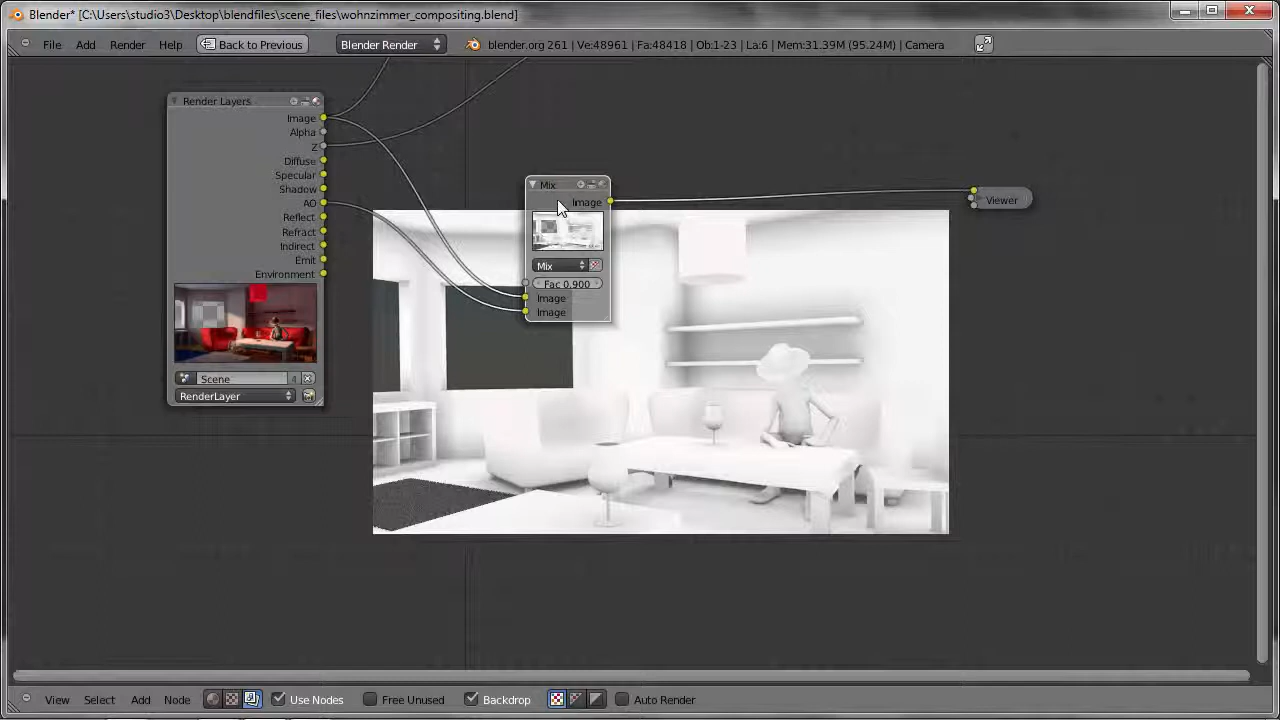 Blender* [C:\Users\studio3\Desktop\blendfiles\scene_files\wohnzimmer_compositing.blend]
File Add Render Help Back to Previous Blender Render blender.org 261 | Ve:48961 | Fa:48418 | Ob:1-23 | La:6 | Mem:31.39M (95.24M) | Camera
Render Layers
Image
Alpha
Z
Diffuse
Specular
Shadow
AO
Reflect
Refract
Indirect
Emit
Environment
Scene 4
RenderLayer
Mix
Image
Mix
Fac 0.900
Image
Image
Viewer
View Select Add Node Use Nodes Free Unused Backdrop Auto Render